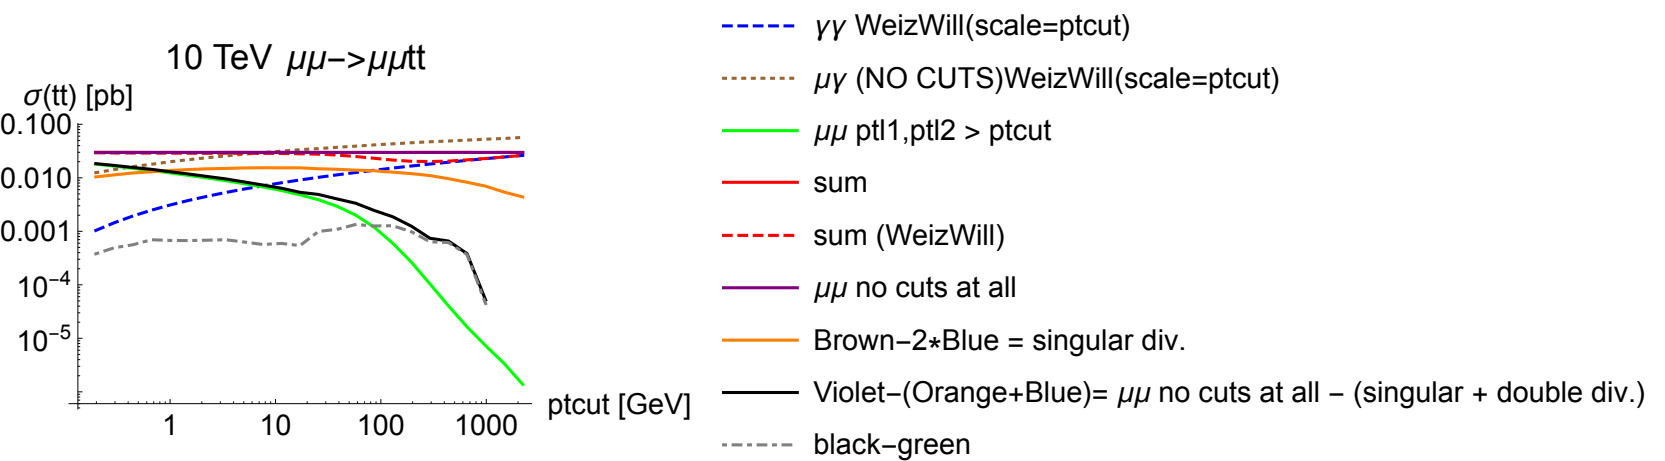 10 TeV μμ−>μμtt
σ(tt) [pb]
0.100
0.010
0.001
10−4
10−5
1 10 100 1000
ptcut [GeV]
γγ WeizWill(scale=ptcut)
μγ (NO CUTS)WeizWill(scale=ptcut)
μμ ptl1,ptl2 > ptcut
sum
sum (WeizWill)
μμ no cuts at all
Brown−2*Blue = singular div.
Violet−(Orange+Blue)= μμ no cuts at all − (singular + double div.)
black−green